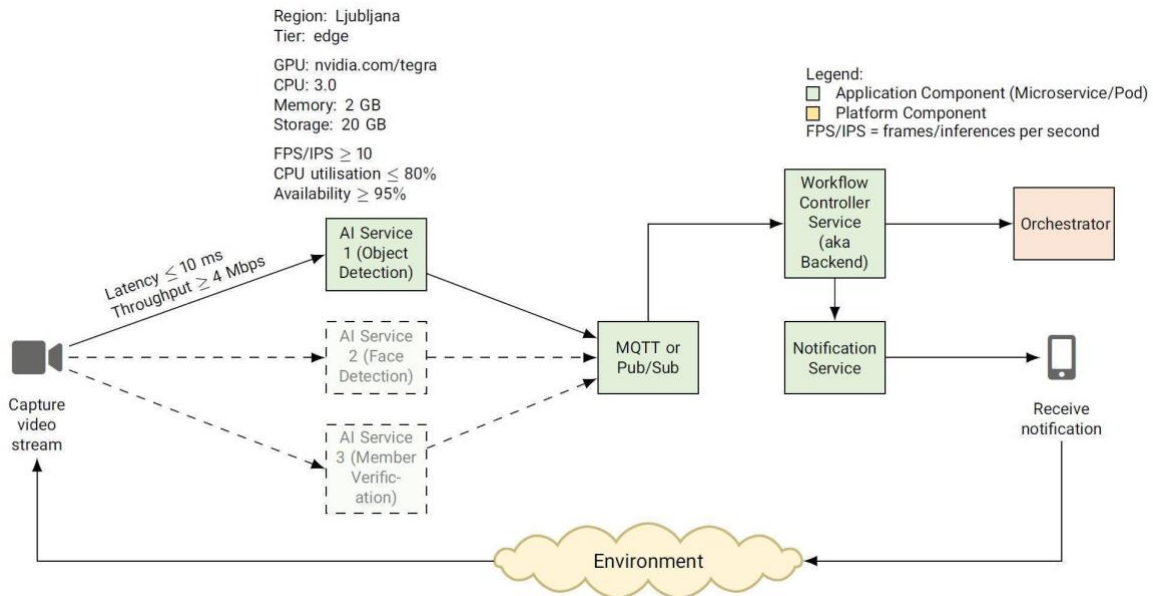 Region: Ljubljana
Tier: edge
GPU: nvidia.com/tegra
CPU: 3.0
Memory: 2 GB
Storage: 20 GB
FPS/IPS ≥ 10
CPU utilisation ≤ 80%
Availability ≥ 95%
Legend:
Application Component (Microservice/Pod)
Platform Component
FPS/IPS = frames/inferences per second
Latency ≤ 10 ms
Throughput ≥ 4 Mbps
AI Service
1 (Object
Detection)
AI Service
2 (Face
Detection)
AI Service
3 (Member
Verific-
ation)
MQTT or
Pub/Sub
Workflow
Controller
Service
(aka
Backend)
Orchestrator
Notification
Service
Capture
video
stream
Receive
notification
Environment